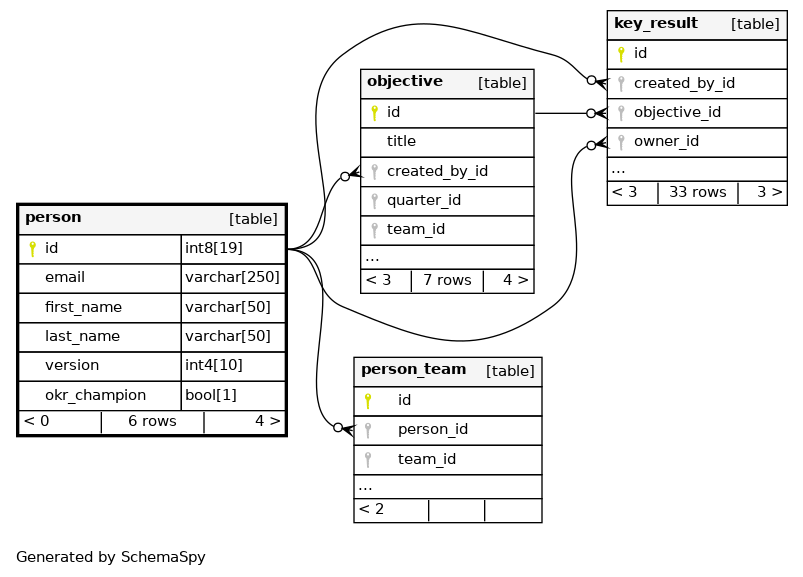 key_result [table]
id
created_by_id
objective_id
owner_id
...
< 3 33 rows 3 >
objective [table]
id
title
created_by_id
quarter_id
team_id
...
< 3 7 rows 4 >
person [table]
id int8[19]
email varchar[250]
first_name varchar[50]
last_name varchar[50]
version int4[10]
okr_champion bool[1]
< 0 6 rows 4 >
person_team [table]
id
person_id
team_id
...
< 2
Generated by SchemaSpy